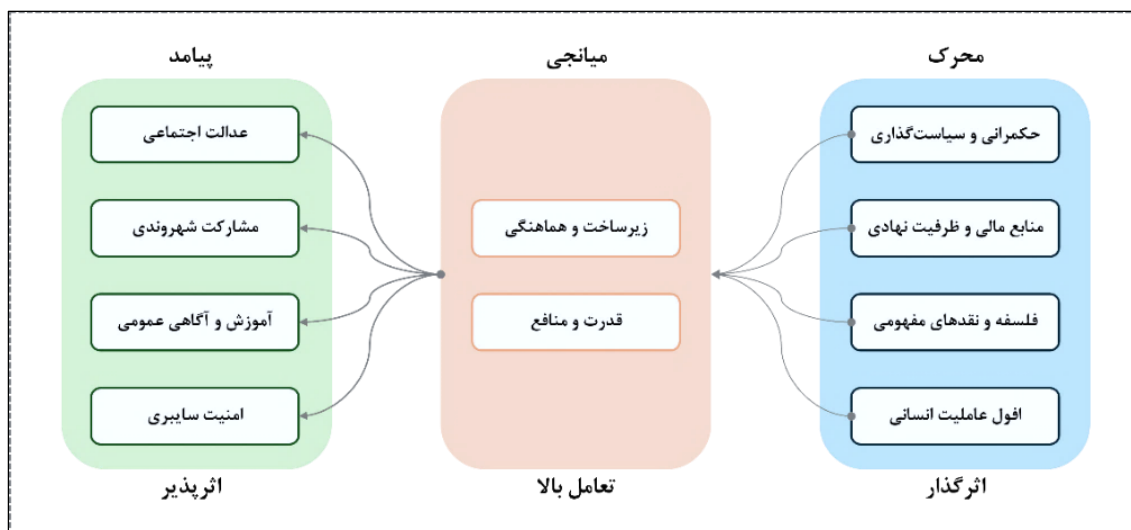 محرک
حکمرانی و سیاست‌گذاری
منابع مالی و ظرفیت نهادی
فلسفه و نقدهای مفهومی
افول عاملیت انسانی
اثرگذار
میانجی
زیرساخت و هماهنگی
قدرت و منافع
تعامل بالا
پیامد
عدالت اجتماعی
مشارکت شهروندی
آموزش و آگاهی عمومی
امنیت سایبری
اثرپذیر